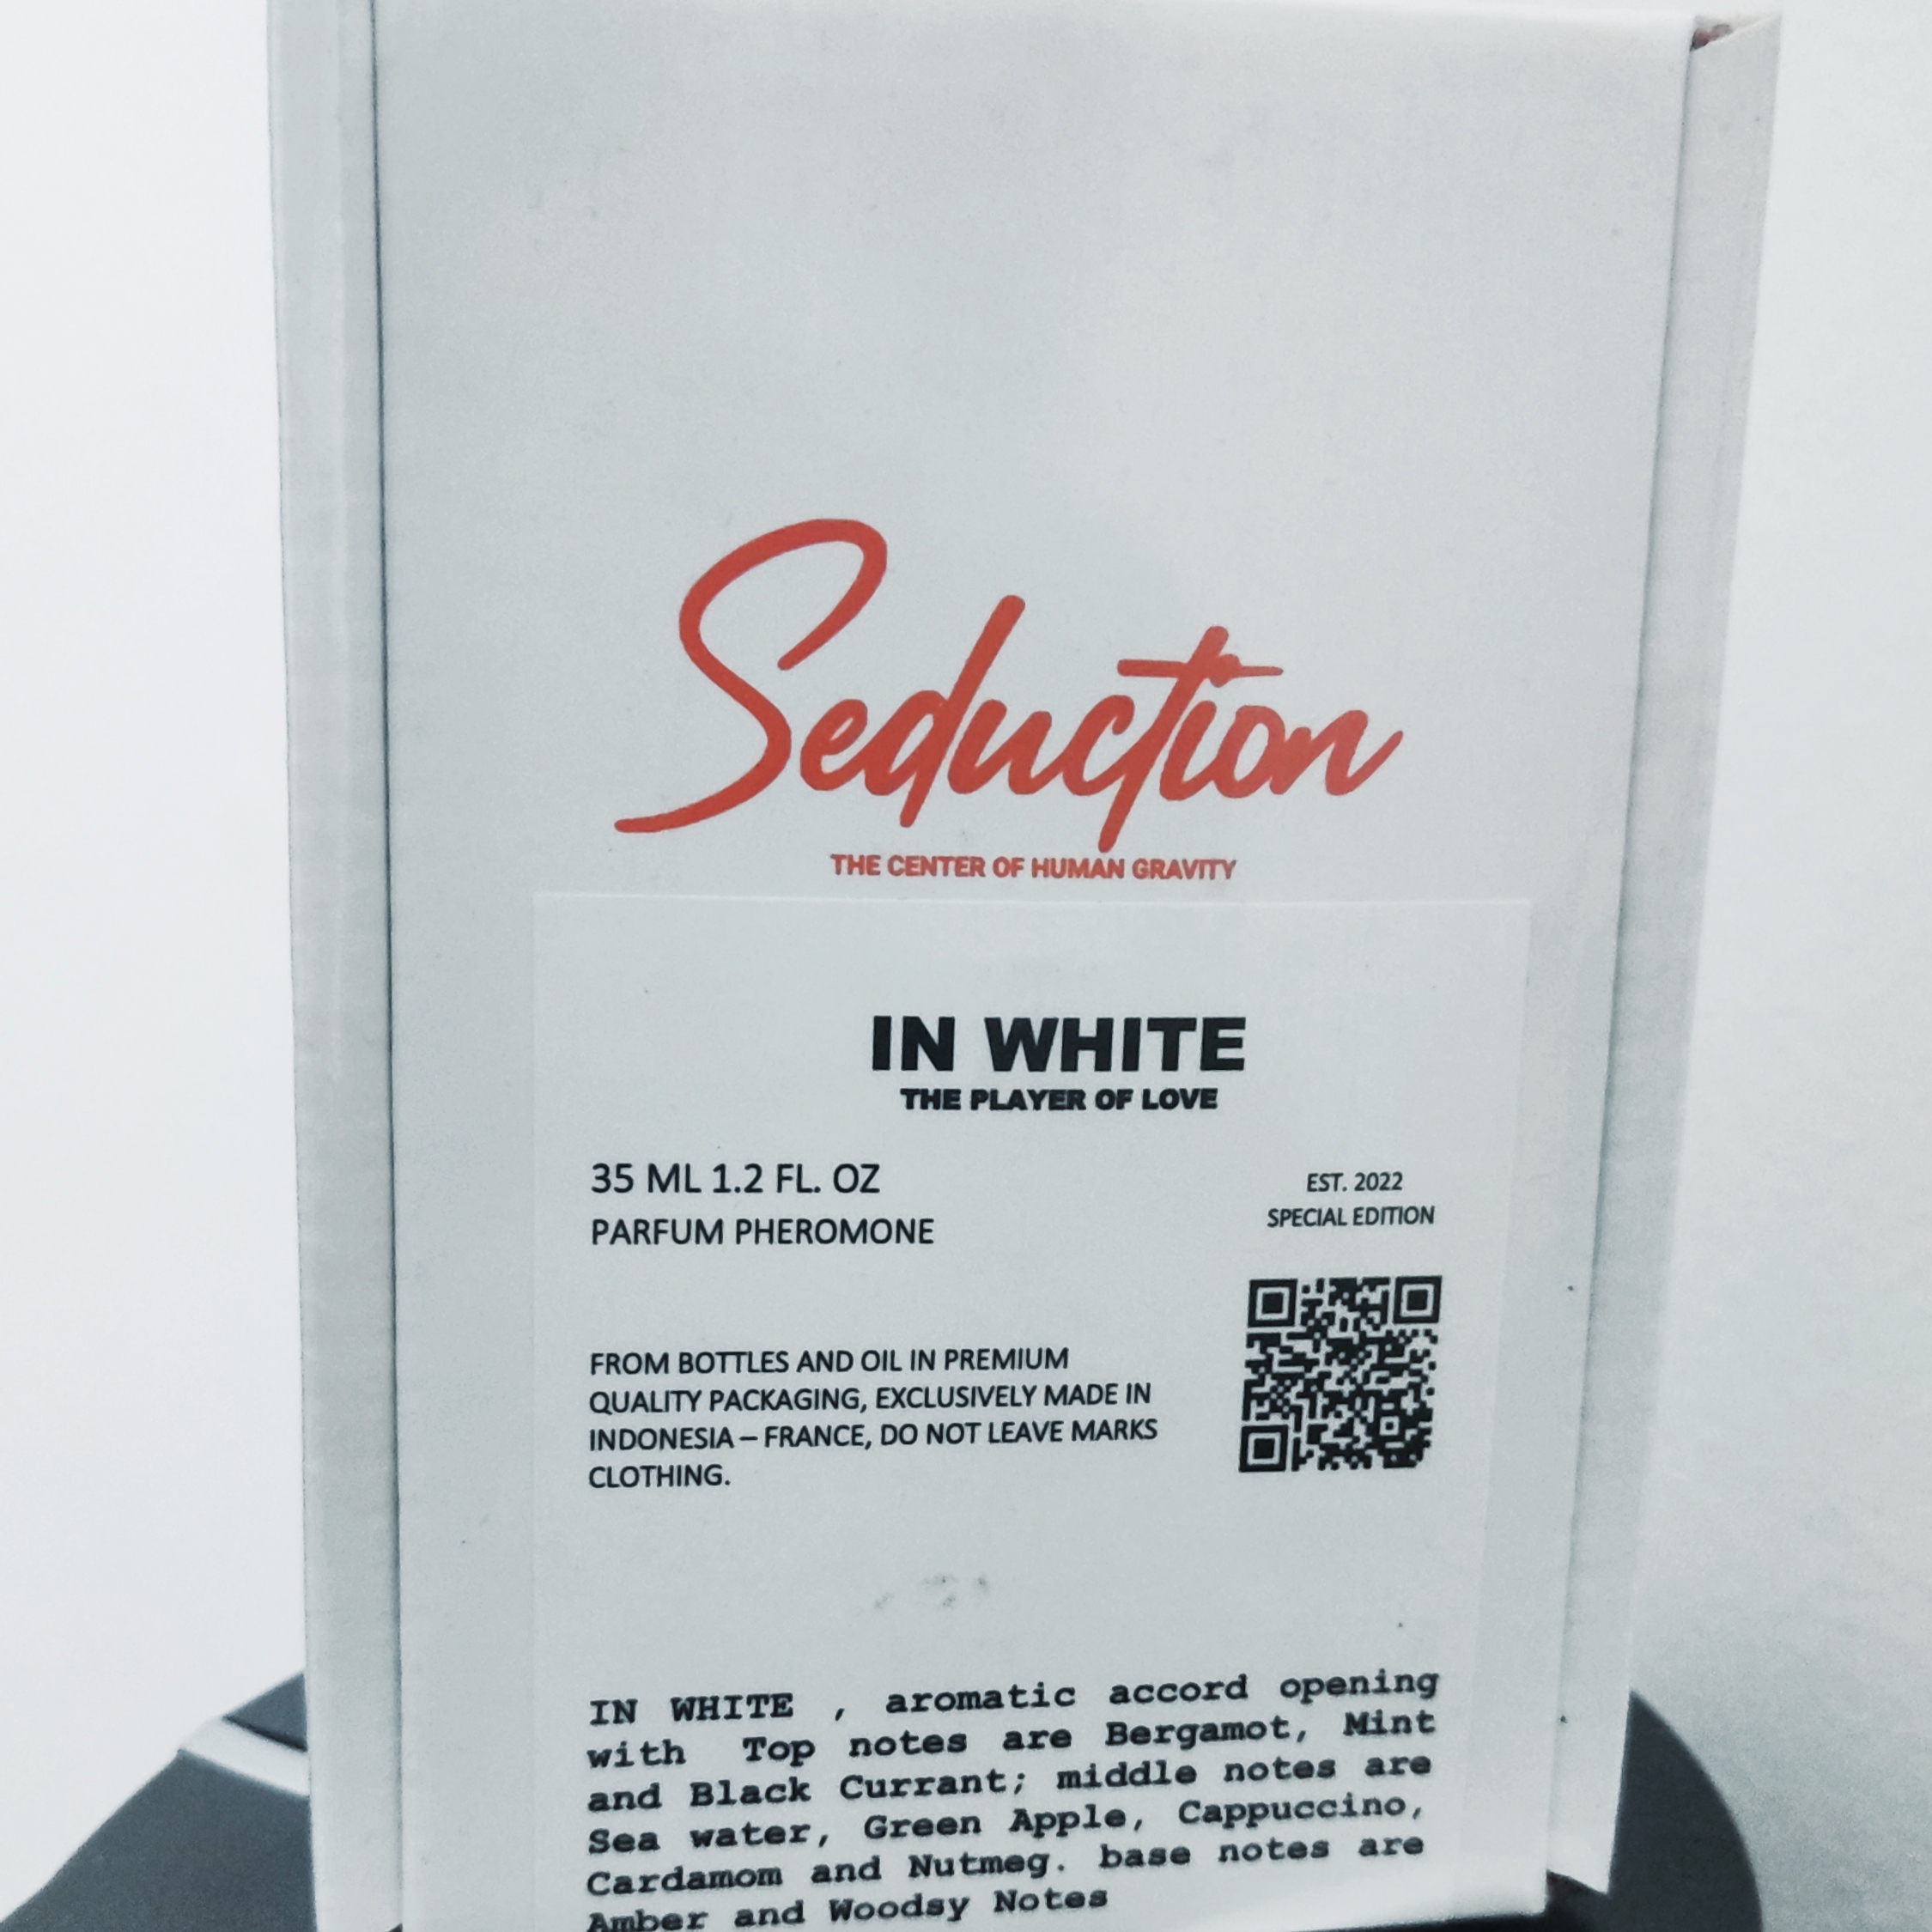 Seduction
THE CENTER OF HUMAN GRAVITY
IN WHITE
THE PLAYER OF LOVE
35 ML 1.2 FL. OZ
PARFUM PHEROMONE
EST. 2022
SPECIAL EDITION
FROM BOTTLES AND OIL IN PREMIUM
QUALITY PACKAGING, EXCLUSIVELY MADE IN
INDONESIA – FRANCE, DO NOT LEAVE MARKS
CLOTHING.
IN WHITE , aromatic accord opening
with Top notes are Bergamot, Mint
and Black Currant; middle notes are
Sea water, Green Apple, Cappuccino,
Cardamom and Nutmeg. base notes are
Amber and Woodsy Notes